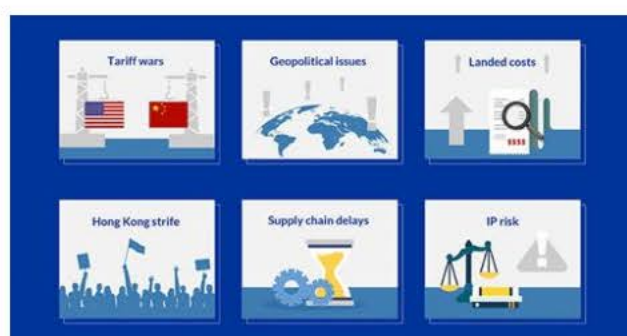 Tariff wars
Geopolitical issues
Landed costs
$$$$
Hong Kong strife
Supply chain delays
IP risk